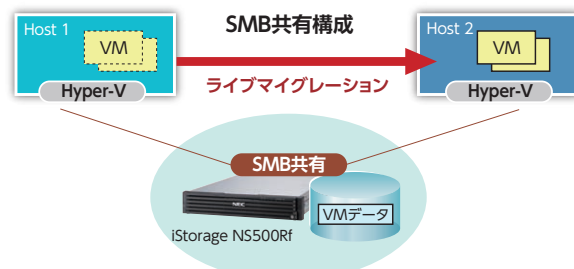 SMB共有構成
Host 1
VM
Hyper-V
ライブマイグレーション
Host 2
VM
Hyper-V
SMB共有
NEC
iStorage NS500Rf
VMデータ